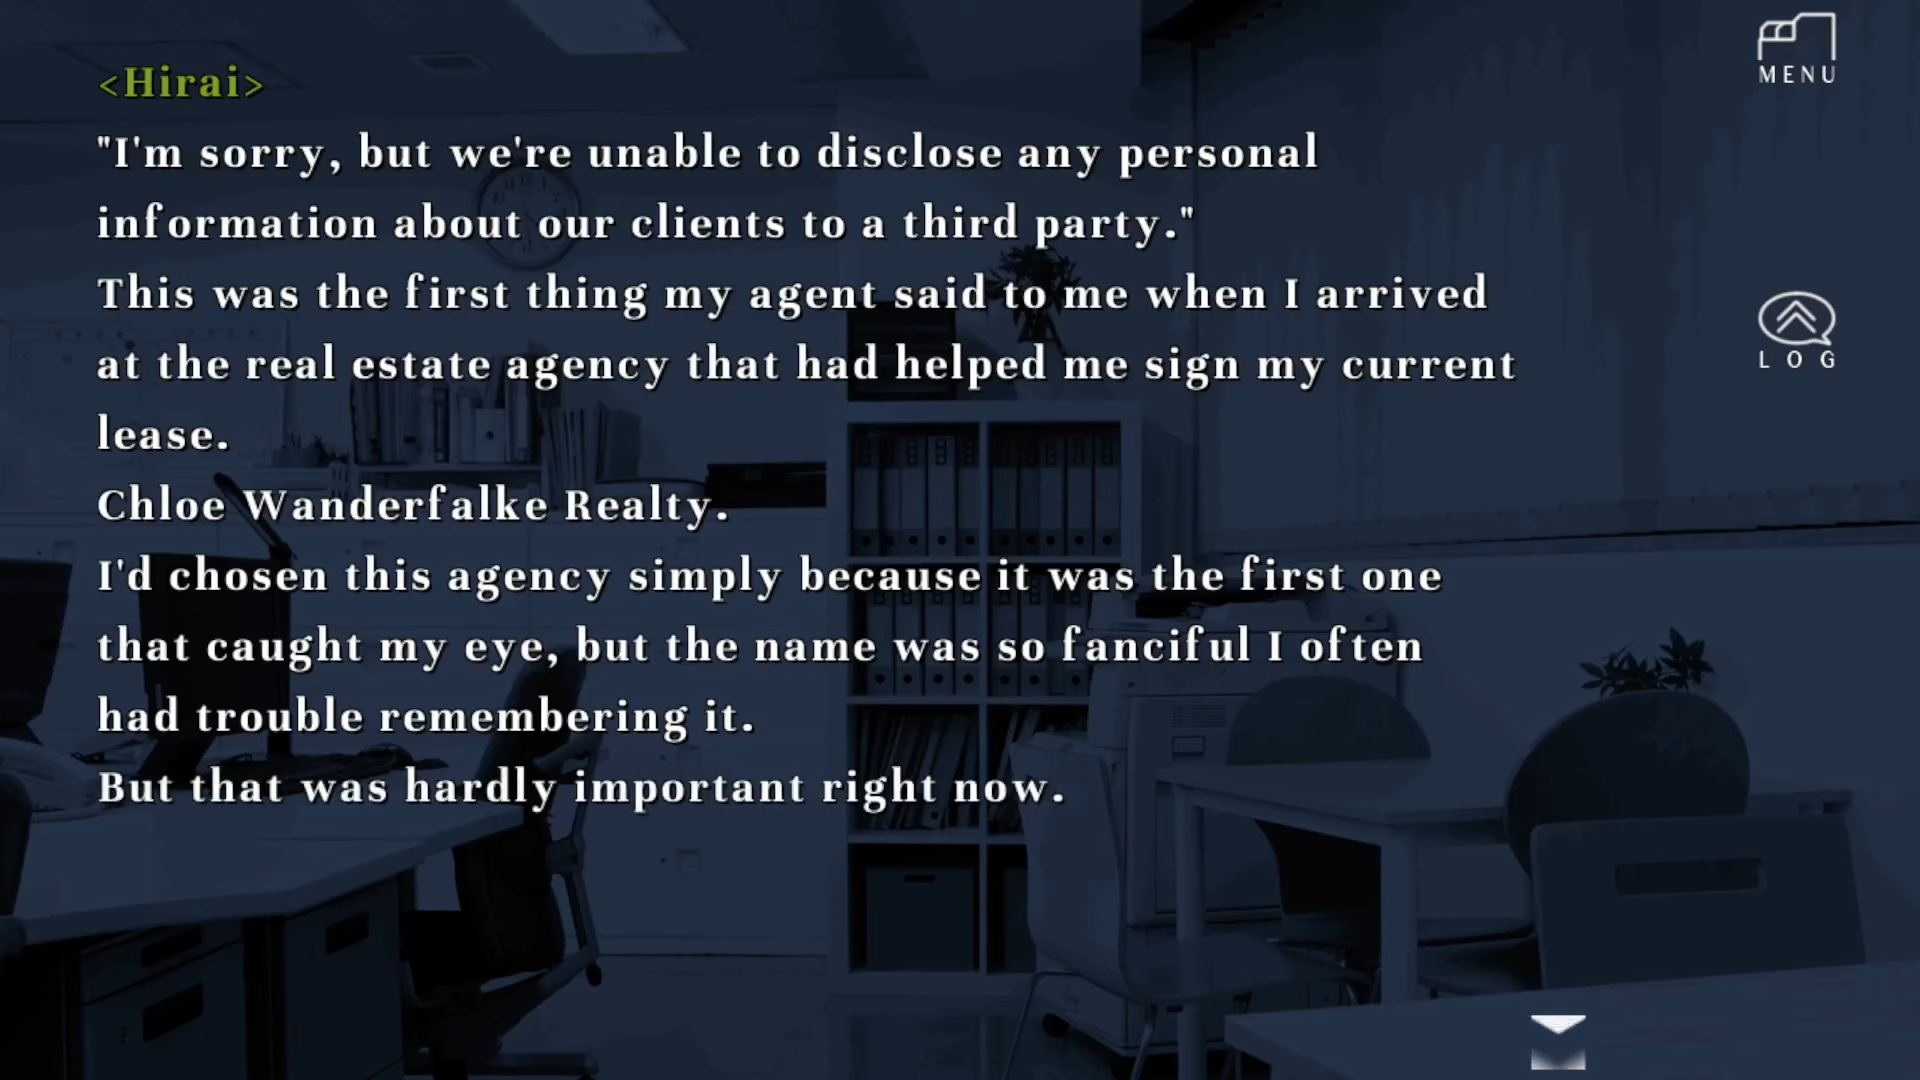 <Hirai>
"I'm sorry, but we're unable to disclose any personal
information about our clients to a third party."
This was the first thing my agent said to me when I arrived
at the real estate agency that had helped me sign my current
lease.
Chloe Wanderfalke Realty.
I'd chosen this agency simply because it was the first one
that caught my eye, but the name was so fanciful I often
had trouble remembering it.
But that was hardly important right now.
MENU
LOG